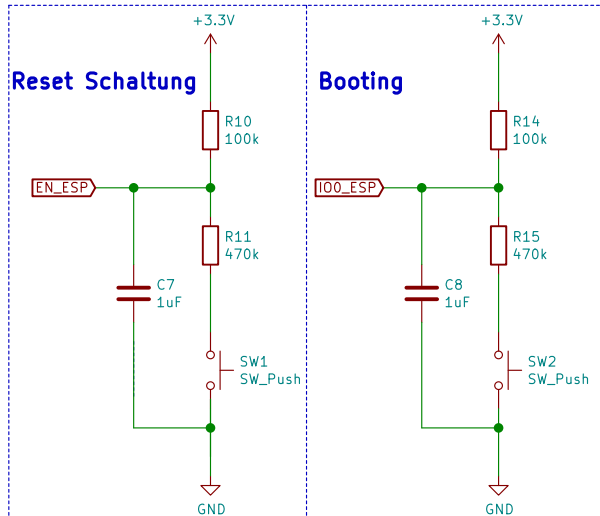 +3.3V
Reset Schaltung
R10
100k
EN_ESP
R11
470k
C7
1uF
SW1
SW_Push
GND
+3.3V
Booting
R14
100k
IO0_ESP
R15
470k
C8
1uF
SW2
SW_Push
GND